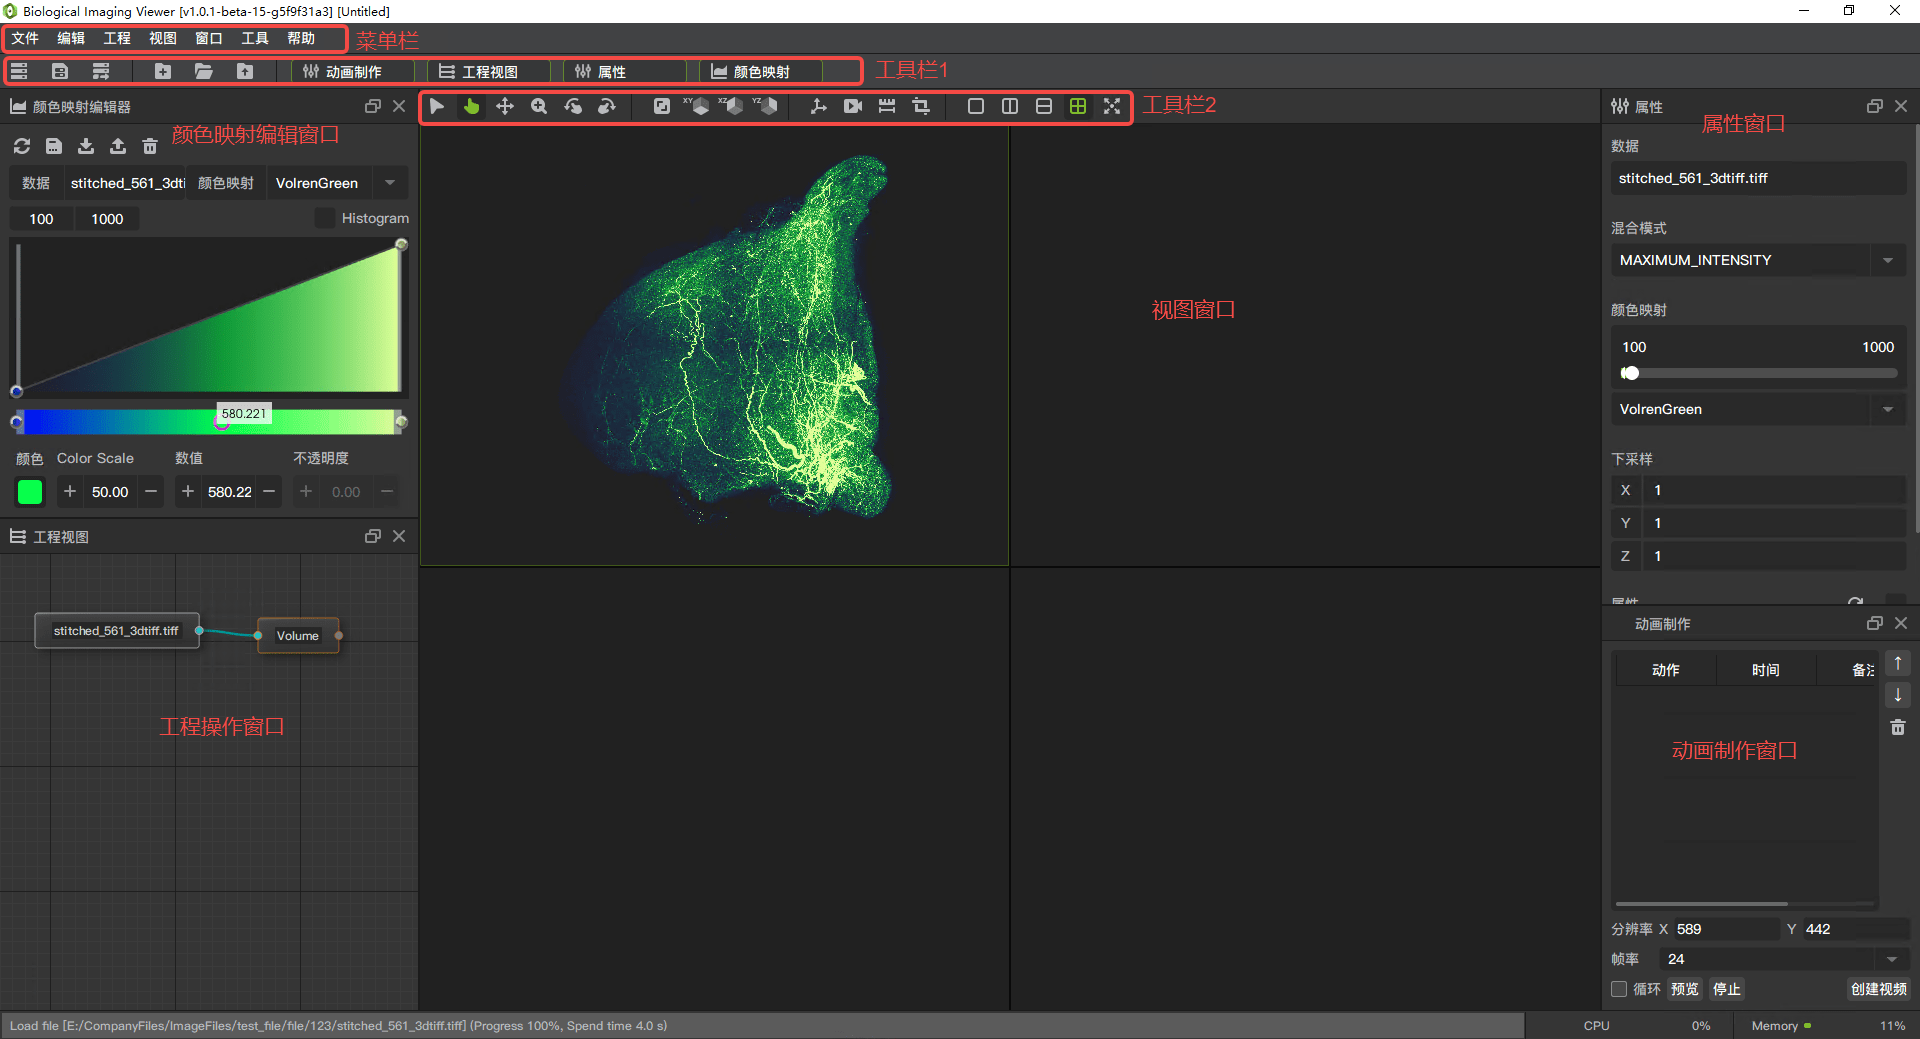 Biological Imaging Viewer [v1.0.1-beta-15-g5f9f31a3] [Untitled]
文件 编辑 工程 视图 窗口 工具 帮助 菜单栏
动画制作 工程视图 属性 颜色映射 工具栏1
颜色映射编辑器
XY XZ YZ 工具栏2
属性
颜色映射编辑窗口
属性窗口
数据 stitched_561_3dti 颜色映射 VolrenGreen
100 1000 Histogram
580.221
颜色 Color Scale 数值 不透明度
50.00 580.22 0.00
工程视图
stitched_561_3dtiff.tiff Volume
工程操作窗口
视图窗口
数据
stitched_561_3dtiff.tiff
混合模式
MAXIMUM_INTENSITY
颜色映射
100 1000
VolrenGreen
下采样
X 1
Y 1
Z 1
属性
动画制作
动作 时间 备注
动画制作窗口
分辨率 X 589 Y 442
帧率 24
循环 预览 停止 创建视频
Load file [E:/CompanyFiles/ImageFiles/test_file/file/123/stitched_561_3dtiff.tiff] (Progress 100%, Spend time 4.0 s)
CPU 0% Memory 11%